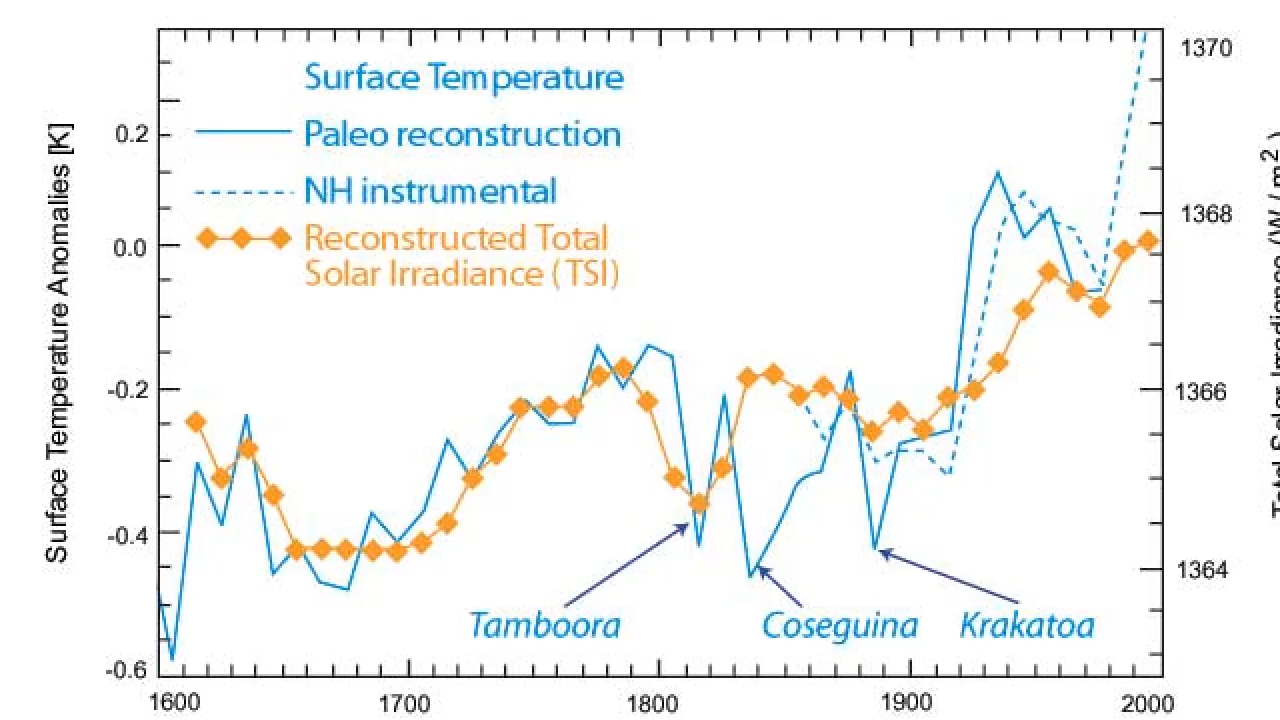 Surface Temperature
Paleo reconstruction
NH instrumental
Reconstructed Total
Solar Irradiance (TSI)
Surface Temperature Anomalies [K]
0.2
0.0
-0.2
-0.4
-0.6
1370
1368
1366
1364
Tamboora
Coseguina
Krakatoa
1600
1700
1800
1900
2000